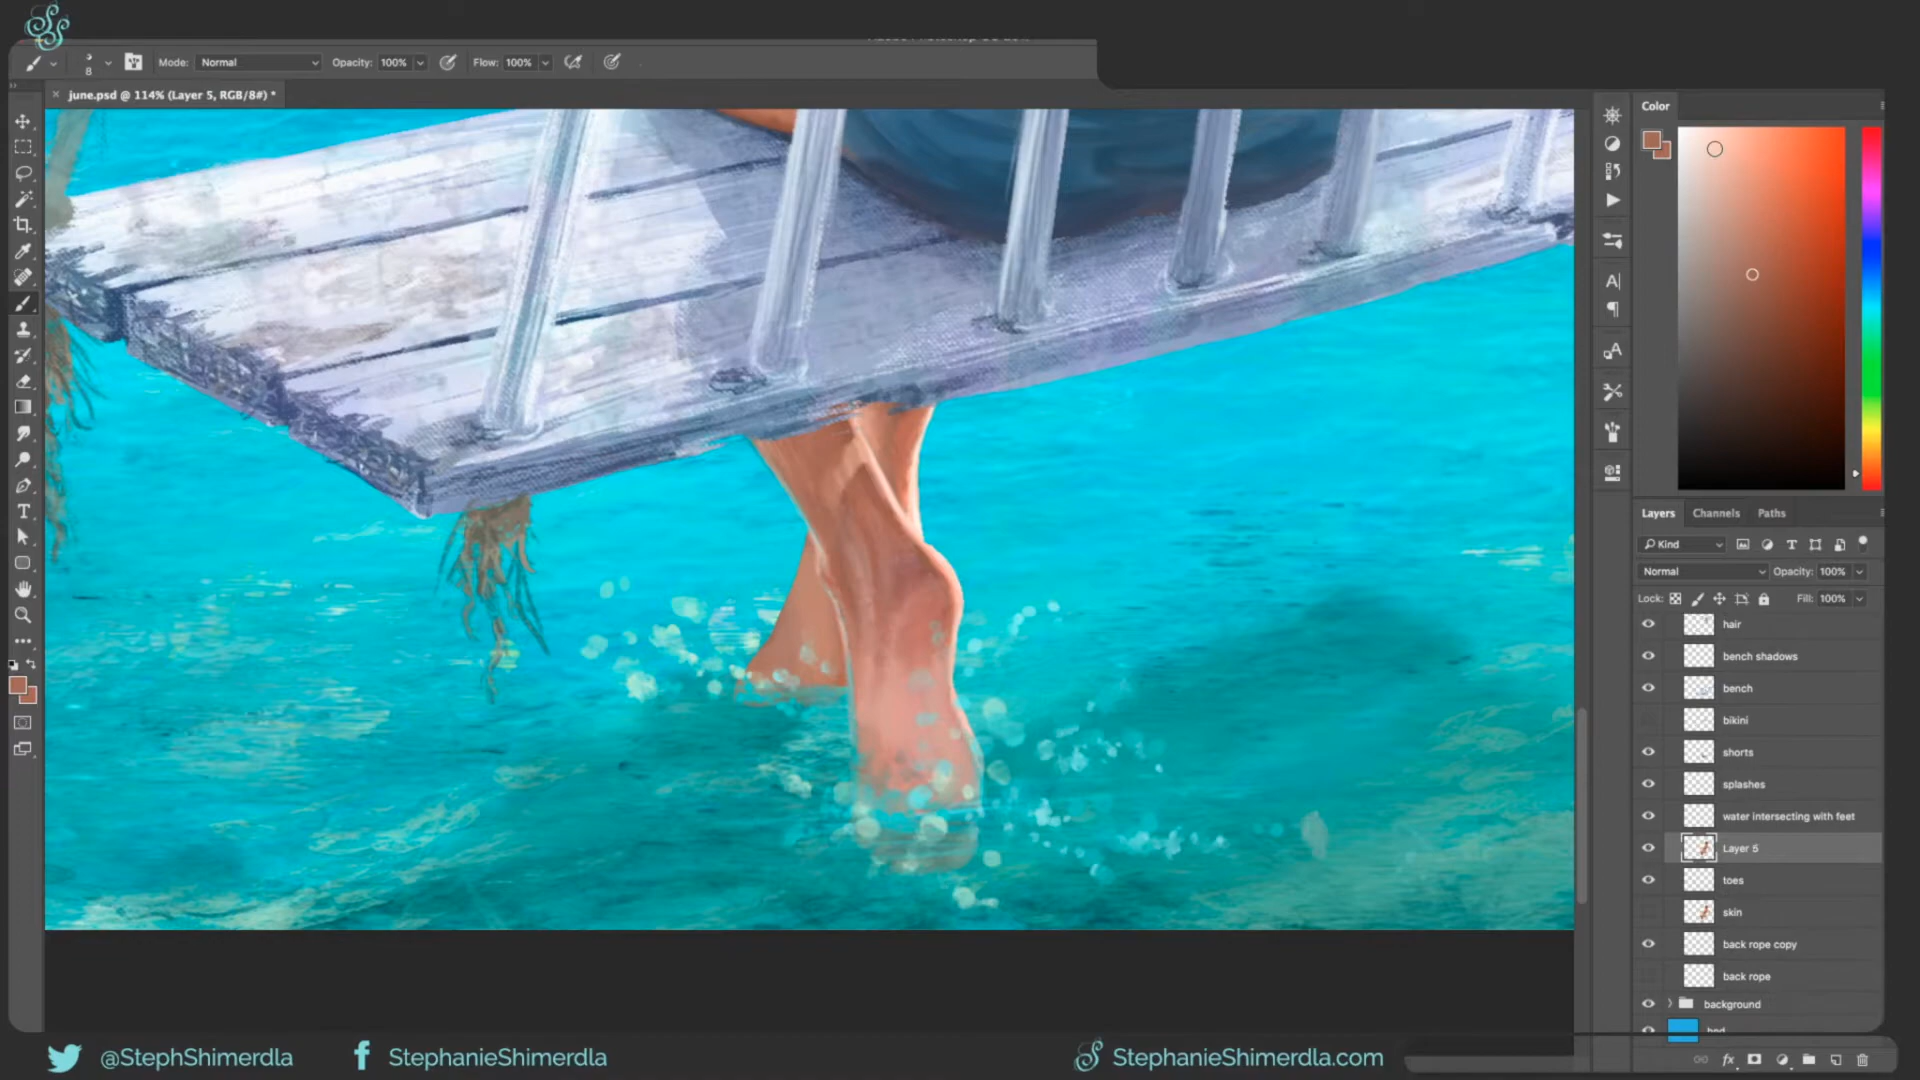 Mode: Normal Opacity: 100% Flow: 100%
8
× june.psd @ 114% (Layer 5, RGB/8#) *
Color
Layers Channels Paths
Kind
Normal Opacity: 100%
Lock: Fill: 100%
hair
bench shadows
bench
bikini
shorts
splashes
water intersecting with feet
Layer 5
toes
skin
back rope copy
back rope
background
@StephShimerdla StephanieShimerdla StephanieShimerdla.com